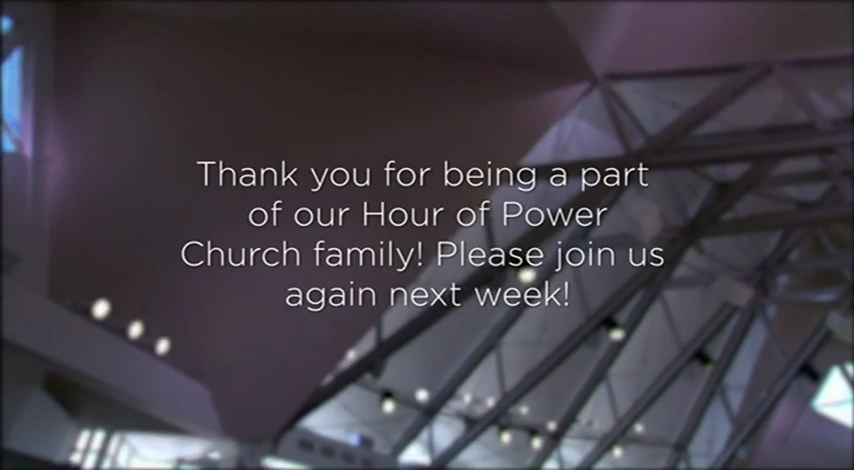 Thank you for being a part
of our Hour of Power
Church family! Please join us
again next week!